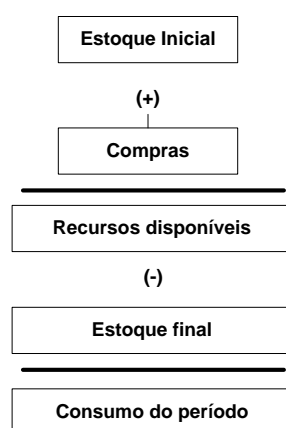 Estoque Inicial
(+)
Compras
Recursos disponíveis
(-)
Estoque final
Consumo do período